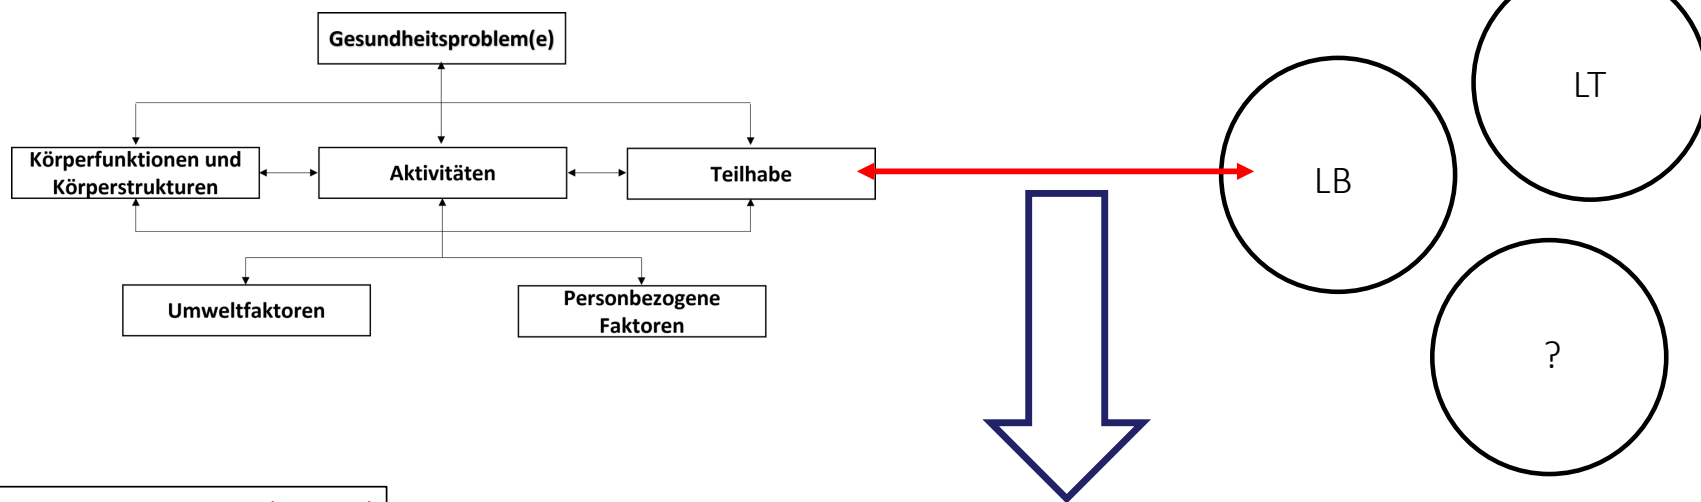 Gesundheitsproblem(e)
Körperfunktionen und
Körperstrukturen
Aktivitäten
Teilhabe
Umweltfaktoren
Personbezogene
Faktoren
LB
LT
?